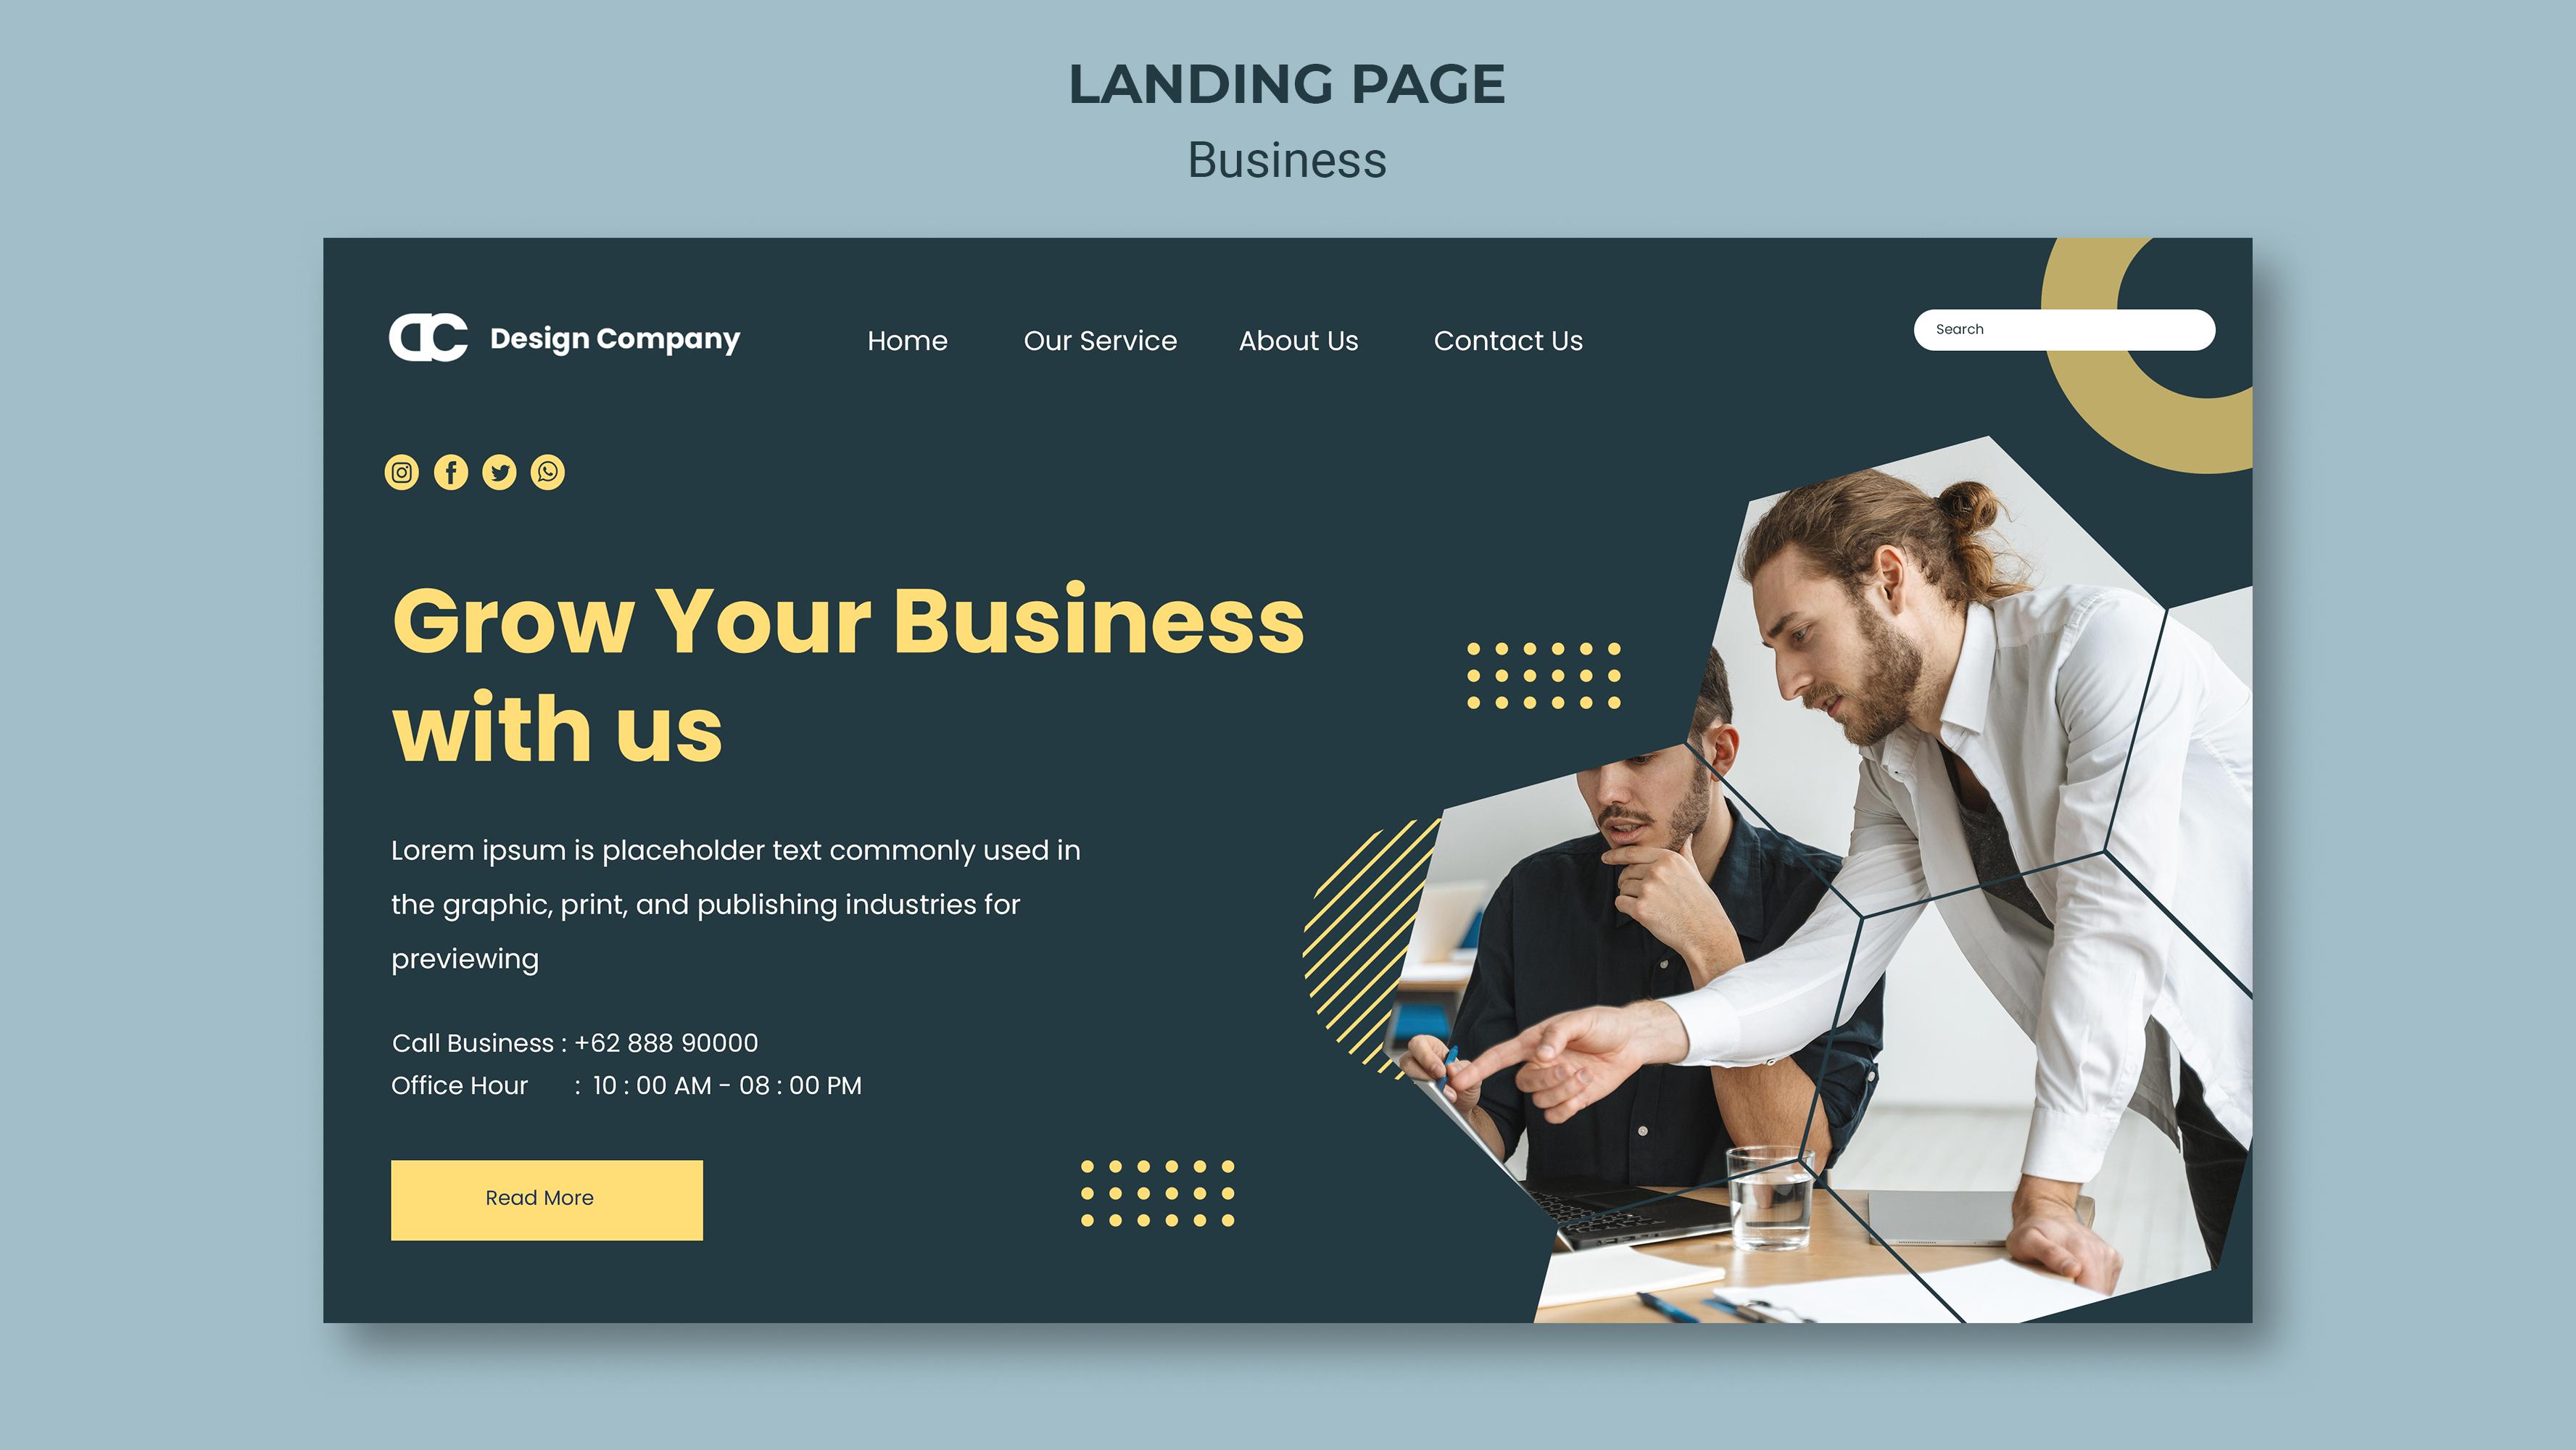 LANDING PAGE
Business
DC Design Company
Home Our Service About Us Contact Us
Search
Grow Your Business
with us
Lorem ipsum is placeholder text commonly used in
the graphic, print, and publishing industries for
previewing
Call Business : +62 888 90000
Office Hour : 10 : 00 AM - 08 : 00 PM
Read More